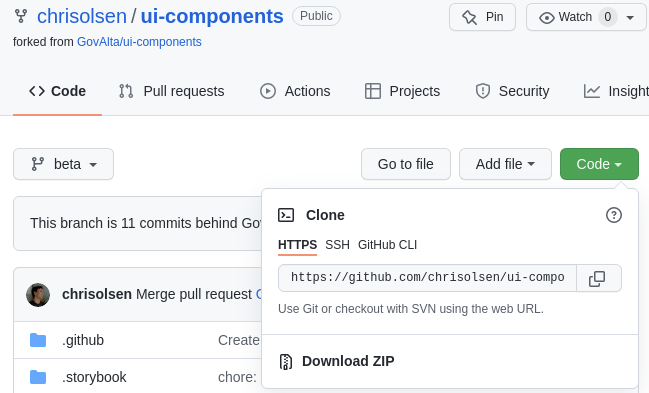 chrisolsen / ui-components Public Pin Watch 0
forked from GovAlta/ui-components
Code Pull requests Actions Projects Security Insight
beta Go to file Add file Code
This branch is 11 commits behind Gov
Clone
HTTPS SSH GitHub CLI
https://github.com/chrisolsen/ui-compo
Use Git or checkout with SVN using the web URL.
Download ZIP
chrisolsen Merge pull request
.github Create
.storybook chore: